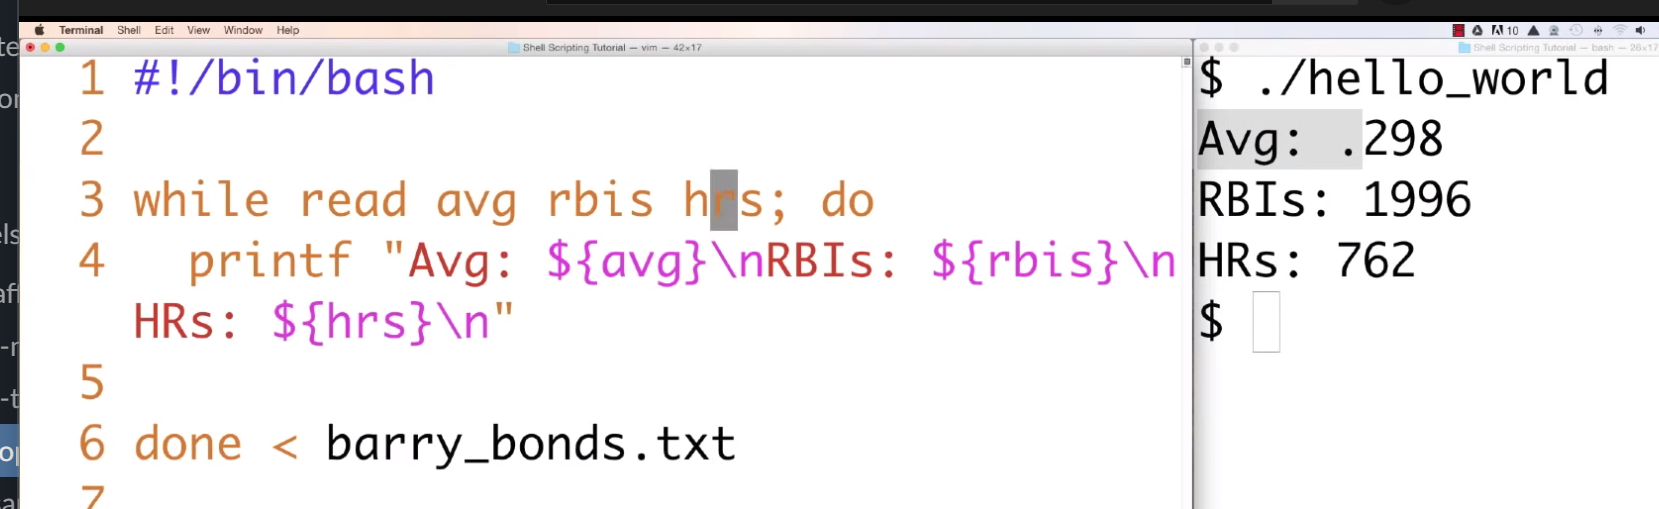 Terminal Shell Edit View Window Help
10
Shell Scripting Tutorial — vim — 42×17
1 #!/bin/bash
2
3 while read avg rbis hrs; do
4 printf "Avg: ${avg}\nRBIs: ${rbis}\n
HRs: ${hrs}\n"
5
6 done < barry_bonds.txt
7
Shell Scripting Tutorial — bash — 26×17
$ ./hello_world
Avg: .298
RBIs: 1996
HRs: 762
$